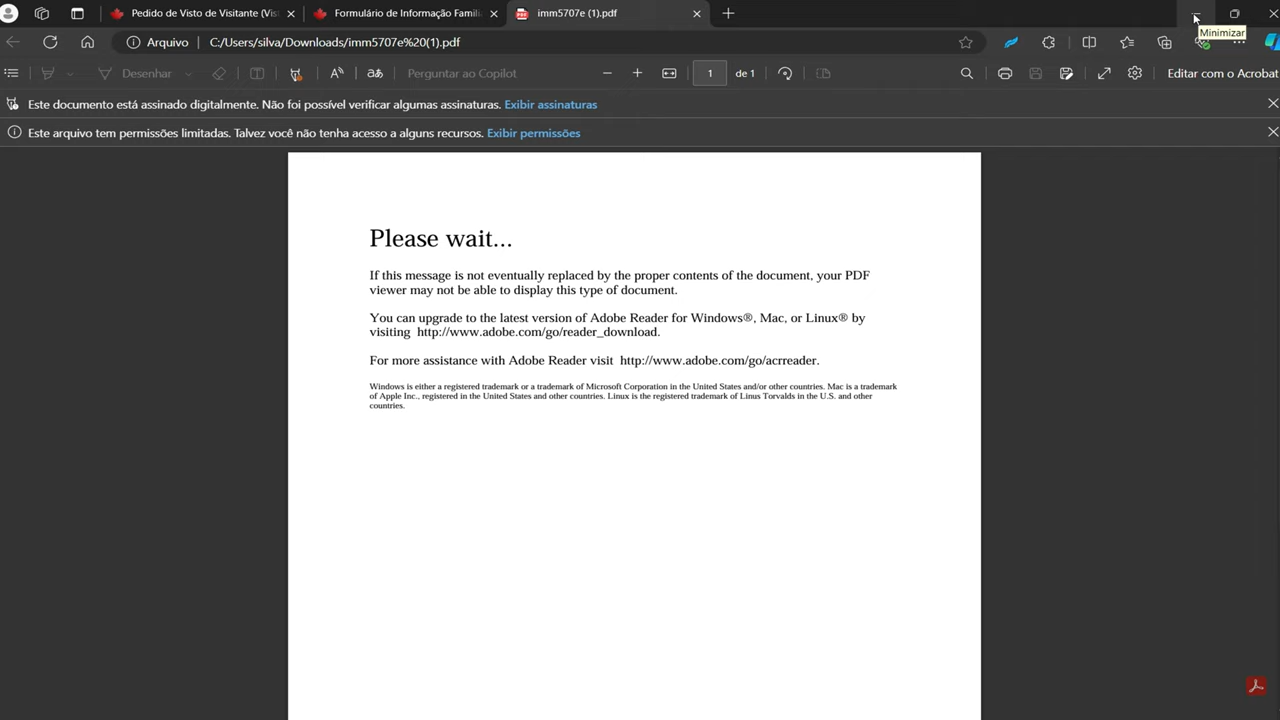 Pedido de Visto de Visitante (Vist
Formulário de Informação Famili
imm5707e (1).pdf
Minimizar
Arquivo
C:/Users/silva/Downloads/imm5707e%20(1).pdf
Desenhar
Perguntar ao Copilot
1
de 1
Editar com o Acrobat
Este documento está assinado digitalmente. Não foi possível verificar algumas assinaturas. Exibir assinaturas
Este arquivo tem permissões limitadas. Talvez você não tenha acesso a alguns recursos. Exibir permissões
Please wait...
If this message is not eventually replaced by the proper contents of the document, your PDF
viewer may not be able to display this type of document.
You can upgrade to the latest version of Adobe Reader for Windows®, Mac, or Linux® by
visiting http://www.adobe.com/go/reader_download.
For more assistance with Adobe Reader visit http://www.adobe.com/go/acrreader.
Windows is either a registered trademark or a trademark of Microsoft Corporation in the United States and/or other countries. Mac is a trademark
of Apple Inc., registered in the United States and other countries. Linux is the registered trademark of Linus Torvalds in the U.S. and other
countries.